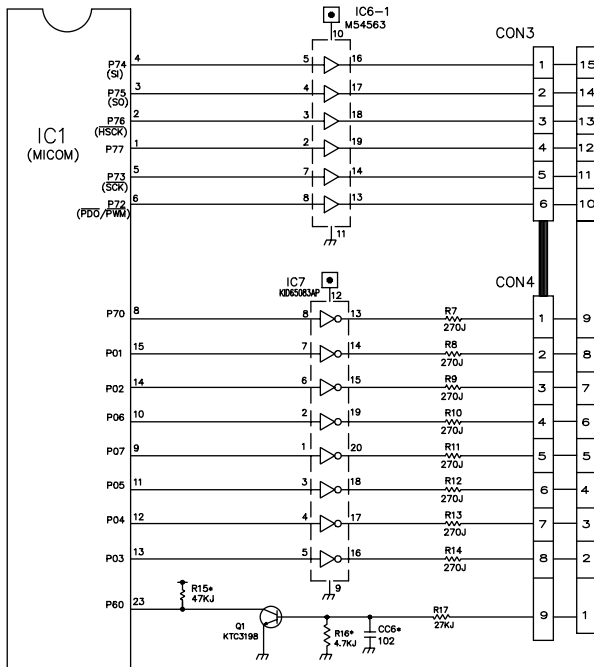 IC6-1
M54563
10
CON3
P74
(SI)
4
5
16
1
15
P75
(SO)
3
4
17
2
14
P76
(HSCK)
2
3
18
3
13
IC1
(MICOM)
P77
1
2
19
4
12
P73
(SCK)
5
7
14
5
11
P72
(PDO/PWM)
6
8
13
6
10
11
IC7
KID65083AP
12
CON4
P70
8
8
13
R7
270J
1
9
P01
15
7
14
R8
270J
2
8
P02
14
6
15
R9
270J
3
7
P06
10
2
19
R10
270J
4
6
P07
9
1
20
R11
270J
5
5
P05
11
3
18
R12
270J
6
4
P04
12
4
17
R13
270J
7
3
P03
13
5
16
R14
270J
8
2
9
R15*
47KJ
P60
23
Q1
KTC3198
R16*
4.7KJ
CC6*
102
R17
27KJ
9
1